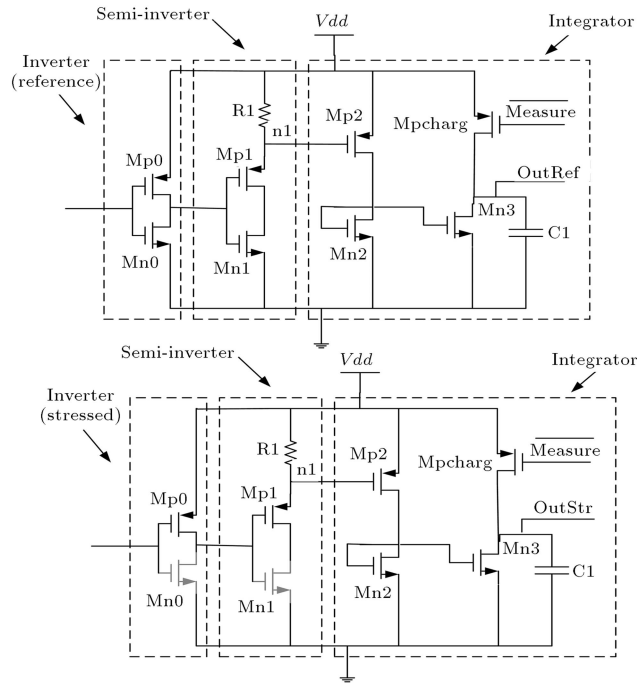 Semi-inverter
Vdd
Integrator
Inverter
(reference)
R1
n1
Mp2
Mpcharg
Measure
Mp0
Mp1
OutRef
Mn3
C1
Mn0
Mn1
Mn2
Semi-inverter
Vdd
Integrator
Inverter
(stressed)
R1
n1
Mp2
Mpcharg
Measure
Mp0
Mp1
OutStr
Mn3
C1
Mn0
Mn1
Mn2